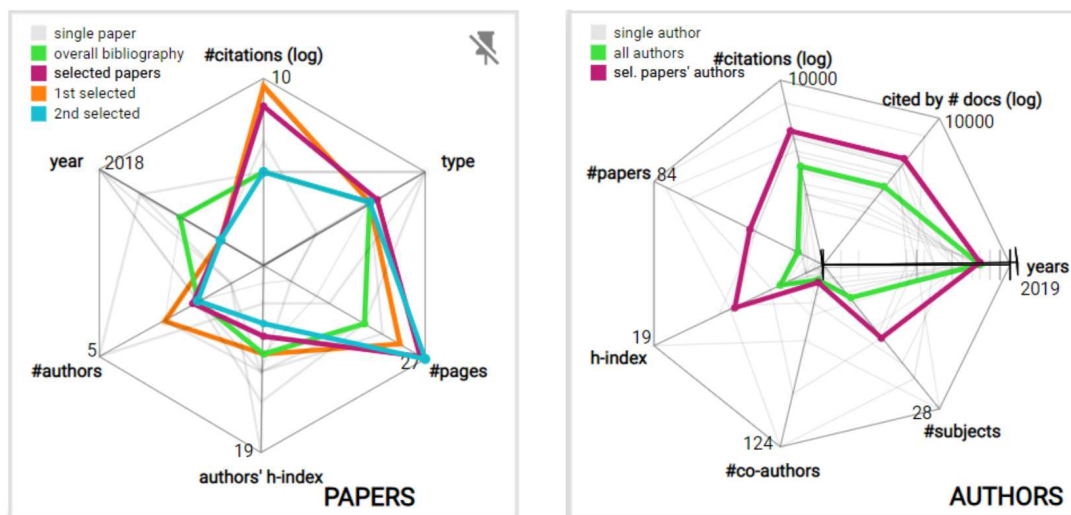 single paper
overall bibliography
selected papers
1st selected
2nd selected
#citations (log)
10
year
2018
type
#authors
5
#pages
27
19
authors' h-index
PAPERS
single author
all authors
sel. papers' authors
#citations (log)
10000
cited by # docs (log)
10000
#papers
84
years
2019
h-index
19
#co-authors
124
#subjects
28
AUTHORS